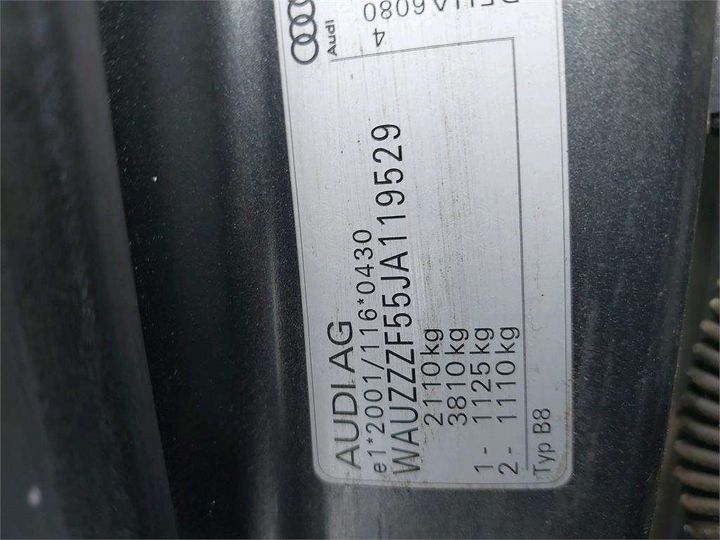 Audi
4
AUDI AG
e1*2001/116*0430
WAUZZZF55JA119529
2110kg
3810kg
1- 1125kg
2- 1110kg
Typ B8